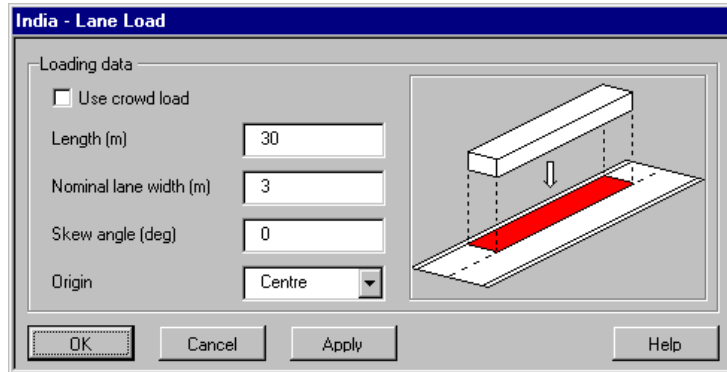 India - Lane Load
Loading data
Use crowd load
Length (m) 30
Nominal lane width (m) 3
Skew angle (deg) 0
Origin Centre
OK Cancel Apply Help